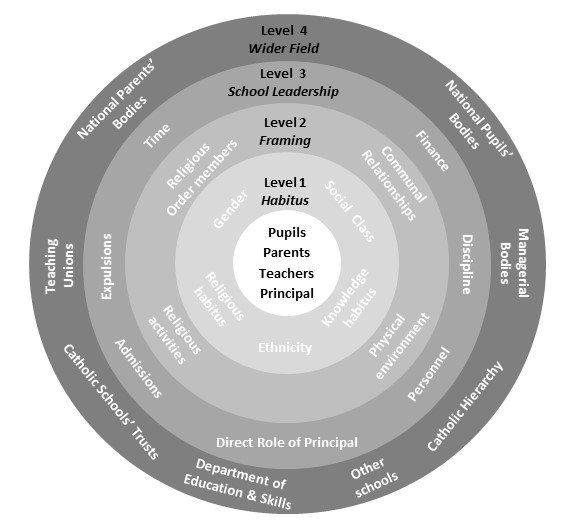 Level 4
Wider Field
National Parents'
Bodies
National Pupils'
Bodies
Teaching
Unions
Managerial
Bodies
Catholic Schools' Trusts
Catholic Hierarchy
Department of
Education & Skills
Other
schools
Level 3
School Leadership
Time
Finance
Expulsions
Discipline
Admissions
Personnel
Direct Role of Principal
Level 2
Framing
Religious
Order members
Communal
Relationships
Religious
activities
Physical
environment
Level 1
Habitus
Gender
Social Class
Religious
habitus
Knowledge
habitus
Ethnicity
Pupils
Parents
Teachers
Principal